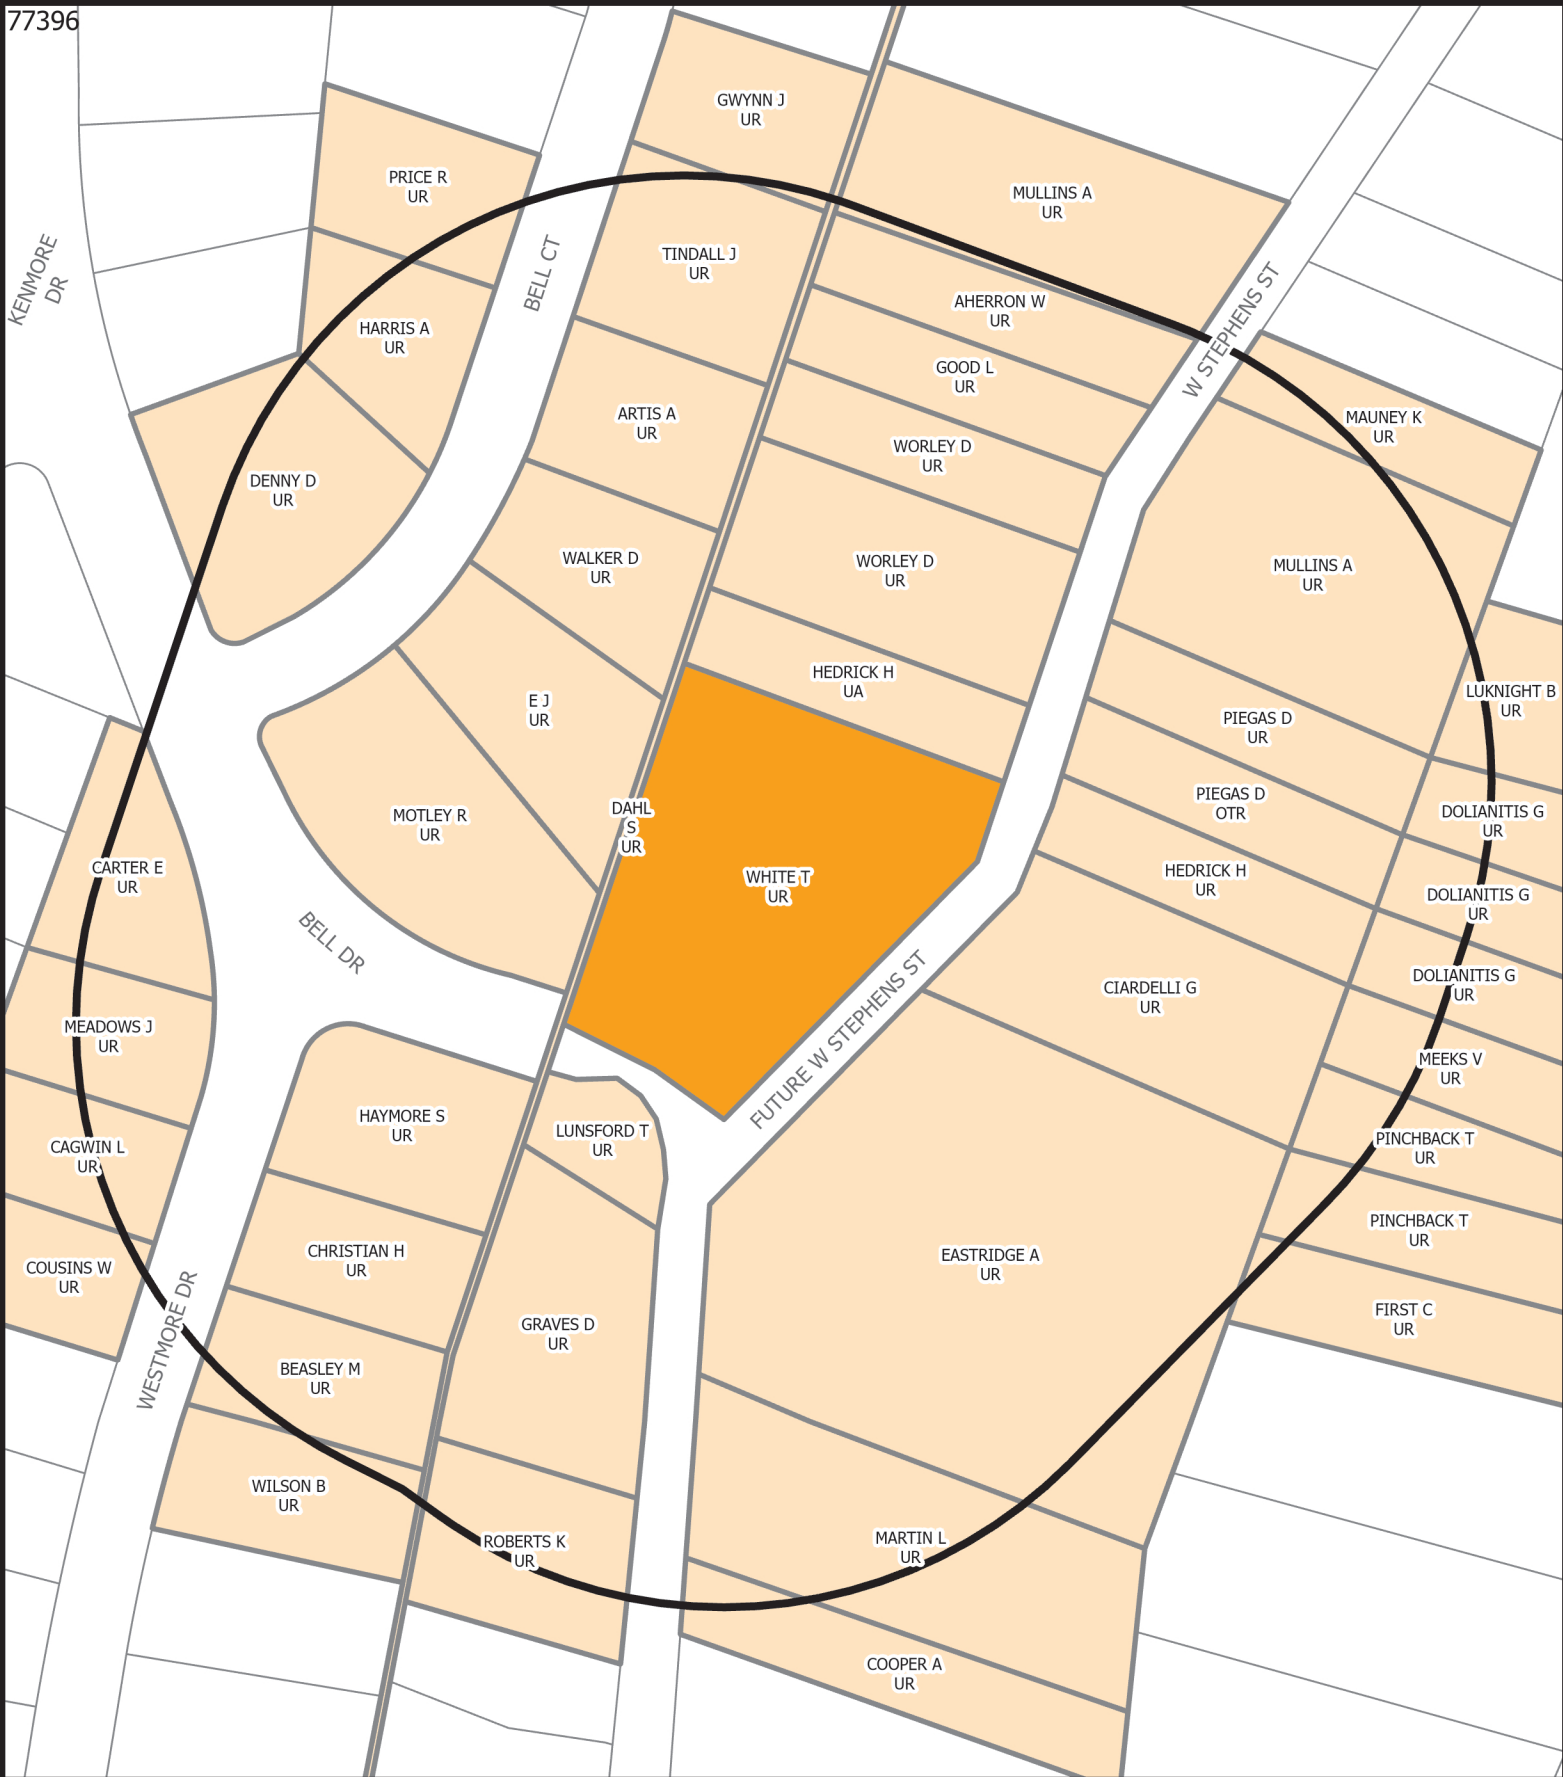 77396
GWYNN J
UR
PRICE R
UR
MULLINS A
UR
KENMORE
DR
BELL CT
TINDALL J
UR
HARRIS A
UR
AHERRON W
UR
W STEPHENS ST
GOOD L
UR
ARTIS A
UR
MAUNEY K
UR
WORLEY D
UR
DENNY D
UR
WALKER D
UR
WORLEY D
UR
MULLINS A
UR
HEDRICK H
UA
E J
UR
LUKNIGHT B
UR
PIEGAS D
UR
MOTLEY R
UR
DAHL
S
UR
PIEGAS D
OTR
DOLIANITIS G
UR
CARTER E
UR
WHITE T
UR
HEDRICK H
UR
DOLIANITIS G
UR
BELL DR
DOLIANITIS G
UR
CIARDELLI G
UR
MEADOWS J
UR
FUTURE W STEPHENS ST
MEEKS V
UR
HAYMORE S
UR
LUNSFORD T
UR
CAGWIN L
UR
PINCHBACK T
UR
PINCHBACK T
UR
CHRISTIAN H
UR
EASTRIDGE A
UR
COUSINS W
UR
WESTMORE DR
FIRST C
UR
GRAVES D
UR
BEASLEY M
UR
WILSON B
UR
ROBERTS K
UR
MARTIN L
UR
COOPER A
UR